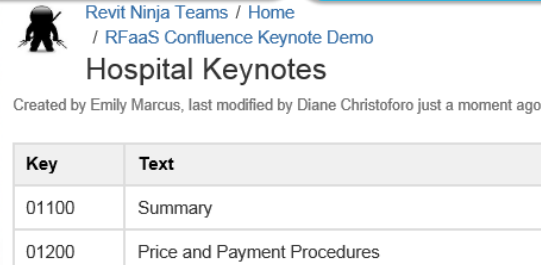 Revit Ninja Teams / Home
/ RFaaS Confluence Keynote Demo
Hospital Keynotes
Created by Emily Marcus, last modified by Diane Christoforo just a moment ago
Key Text
01100 Summary
01200 Price and Payment Procedures